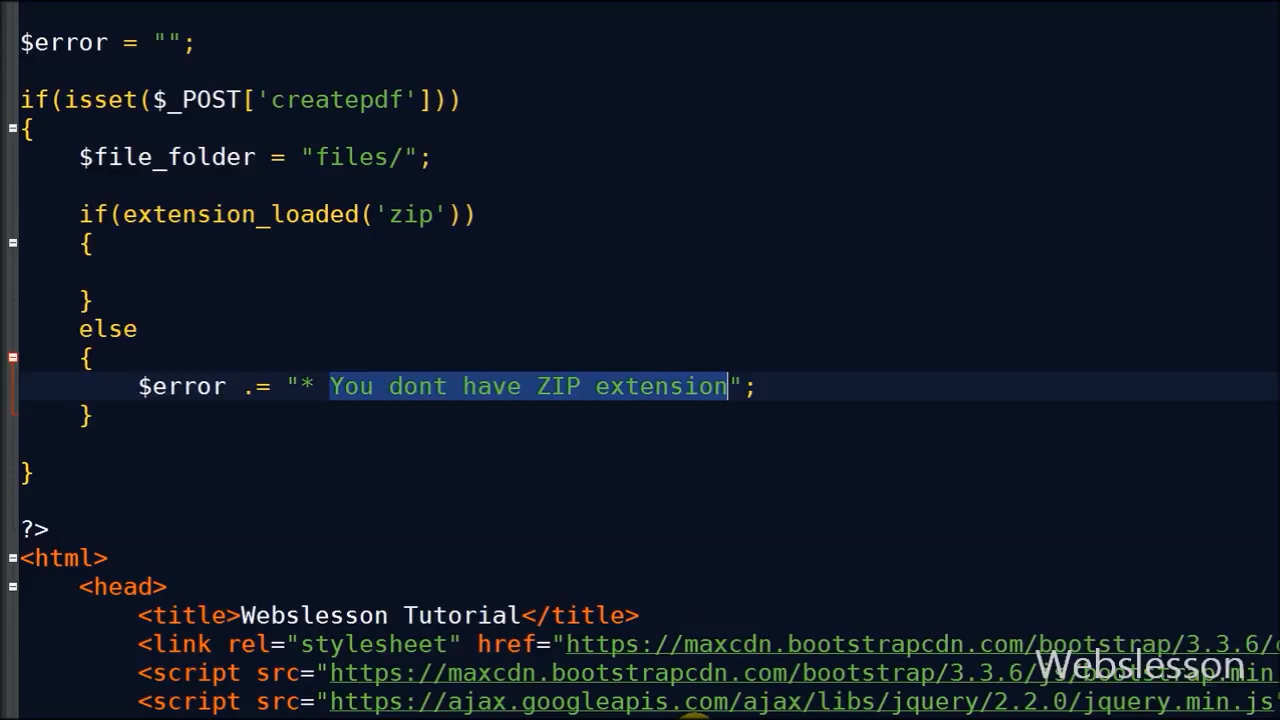 $error = "";
if(isset($_POST['createpdf']))
{
$file_folder = "files/";
if(extension_loaded('zip'))
{
}
else
{
$error .= "* You dont have ZIP extension";
}
}
?>
<html>
<head>
<title>Webslesson Tutorial</title>
<link rel="stylesheet" href="https://maxcdn.bootstrapcdn.com/bootstrap/3.3.6/
<script src="https://maxcdn.bootstrapcdn.com/bootstrap/3.3.6/js/bootstrap.min
<script src="https://ajax.googleapis.com/ajax/libs/jquery/2.2.0/jquery.min.js
Webslesson